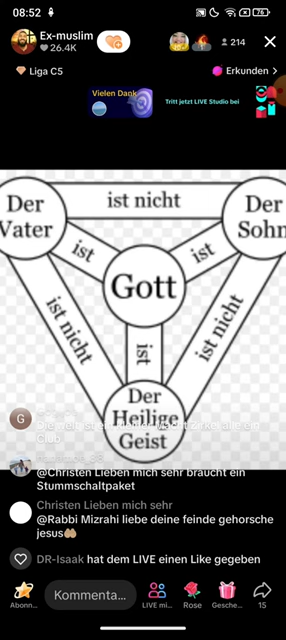 08:52
76
Ex-muslim
26.4K
214
Liga C5
Erkunden >
Vielen Dank
Tritt jetzt LIVE Studio bei
Der Vater
ist nicht
Der Sohn
ist
ist
Gott
ist nicht
ist
ist nicht
Der
Heilige
Geist
G
Club
@Christen Lieben mich sehr braucht ein
Stummschaltpaket
Christen Lieben mich sehr
@Rabbi Mizrahi liebe deine feinde gehorsche
jesus🤲🏼
DR-Isaak hat dem LIVE einen Like gegeben
Abonn...
Kommenta...
LIVE mi...
Rose
Gesche...
15